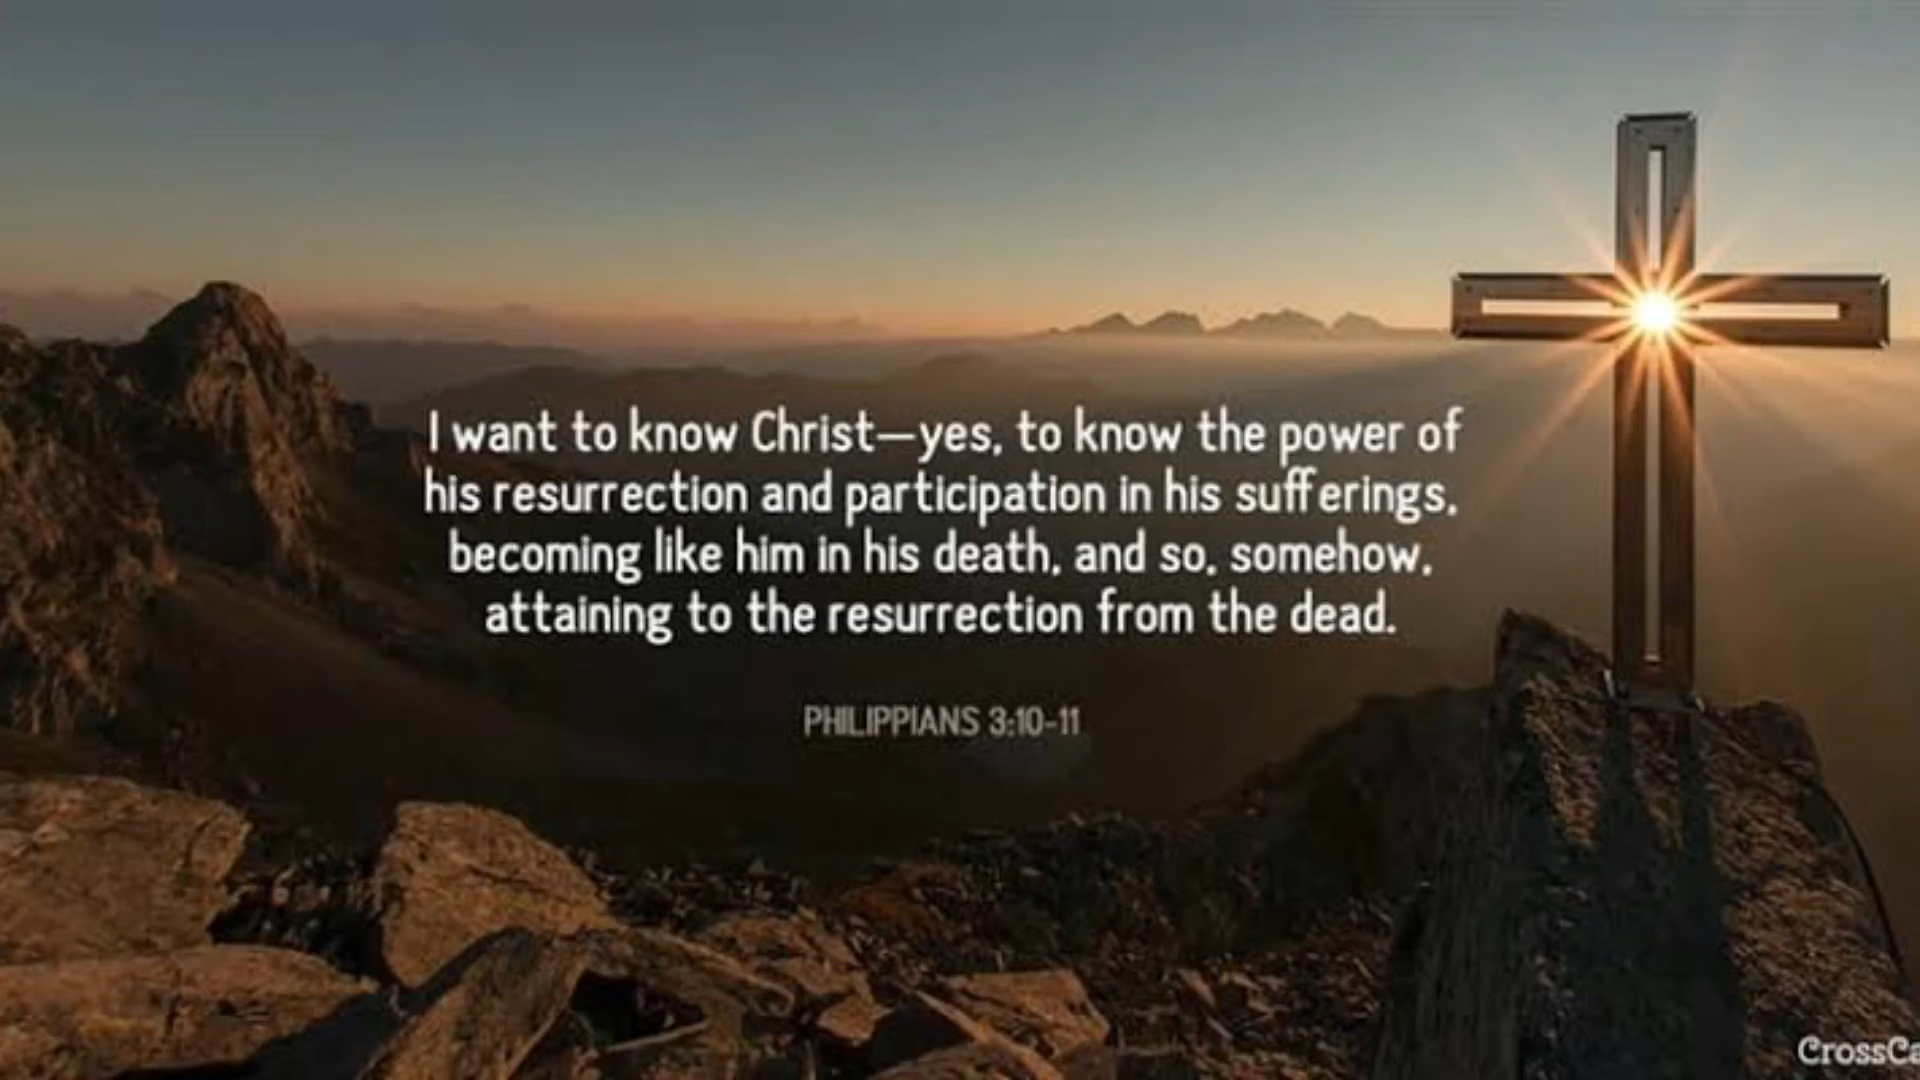 I want to know Christ—yes, to know the power of
his resurrection and participation in his sufferings,
becoming like him in his death, and so, somehow,
attaining to the resurrection from the dead.
PHILIPPIANS 3:10-11
CrossCa